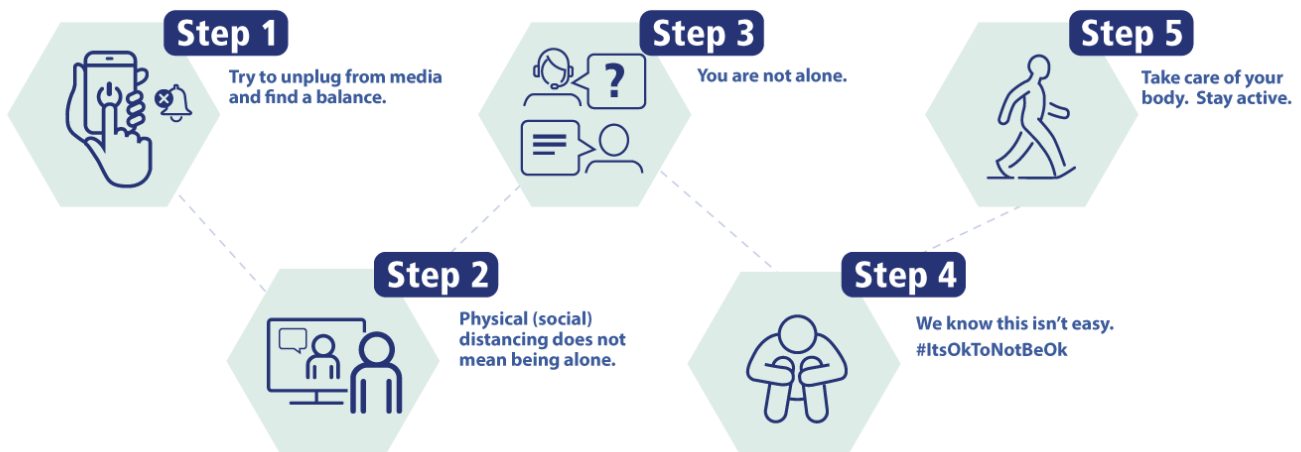 Step 1
Try to unplug from media
and find a balance.
Step 2
Physical (social)
distancing does not
mean being alone.
Step 3
You are not alone.
?
Step 4
We know this isn’t easy.
#ItsOkToNotBeOk
Step 5
Take care of your
body.  Stay active.